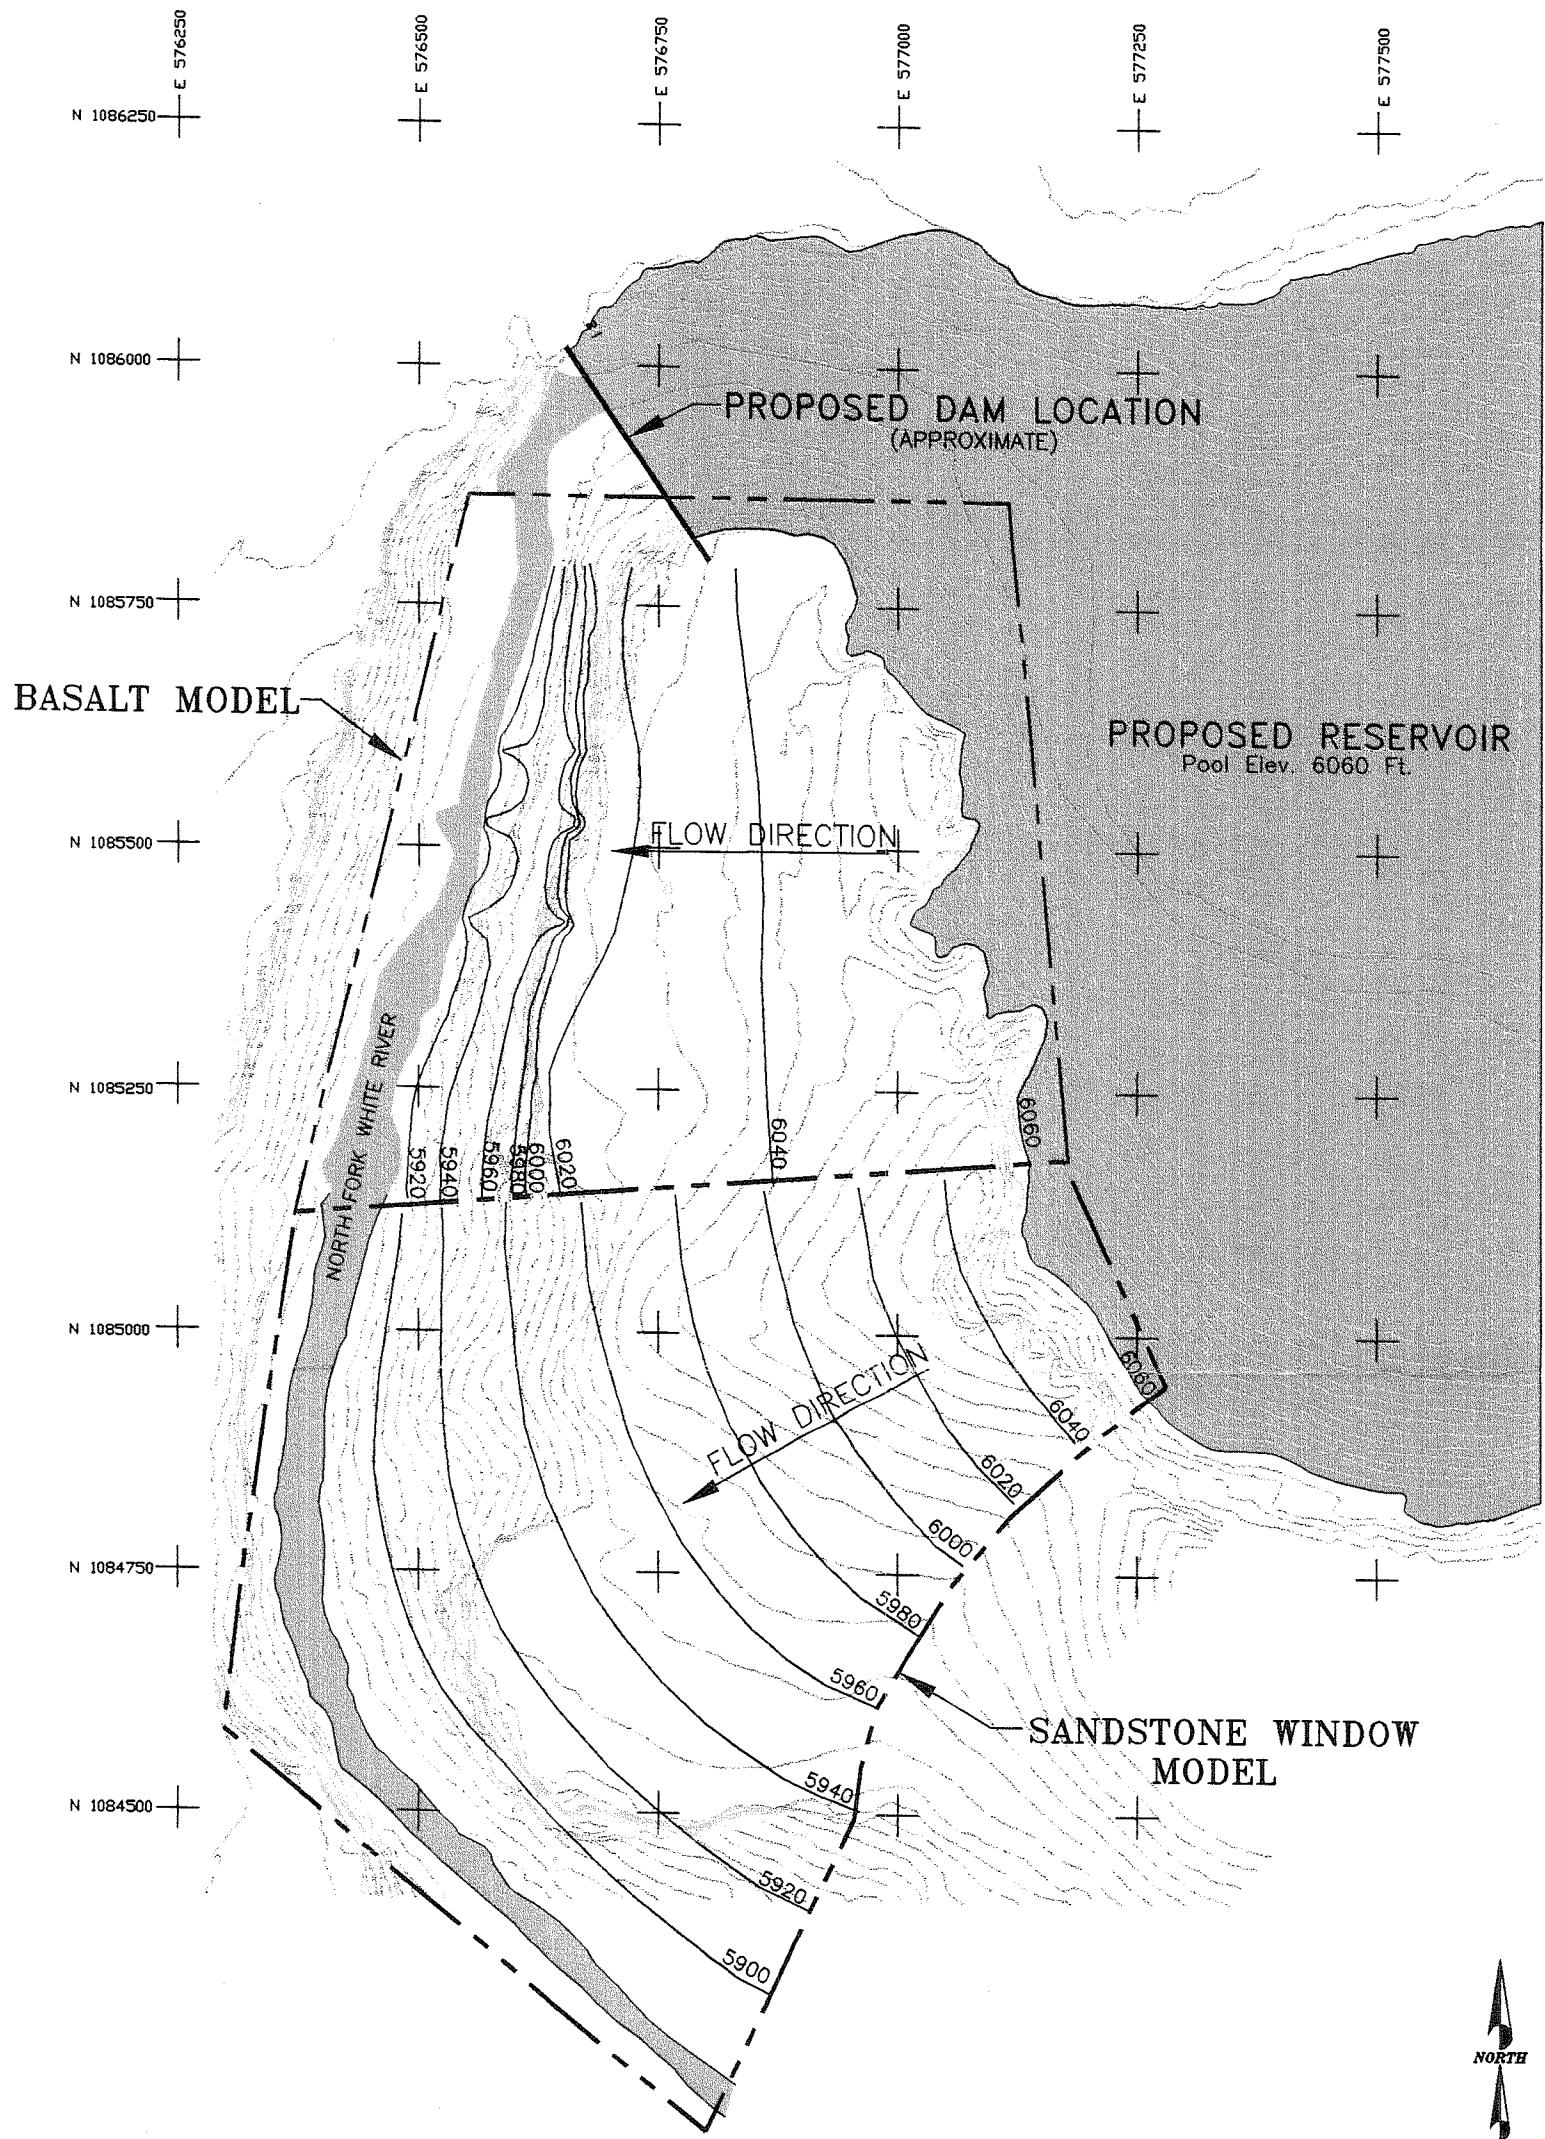 E 576250
E 576500
E 576750
E 577000
E 577250
E 577500
N 1086250
N 1086000
PROPOSED DAM LOCATION
(APPROXIMATE)
N 1085750
BASALT MODEL
PROPOSED RESERVOIR
Pool Elev. 6060 Ft.
N 1085500
FLOW DIRECTION
NORTH FORK WHITE RIVER
N 1085250
5920
5940
5960
5980
6000
6020
6040
6060
N 1085000
FLOW DIRECTION
6060
6040
6020
6000
5980
5960
5940
5920
5900
N 1084750
SANDSTONE WINDOW
MODEL
N 1084500
NORTH